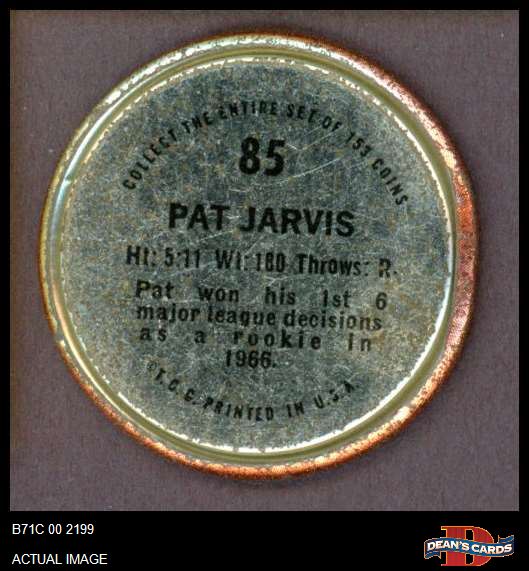 COLLECT THE ENTIRE SET OF 153 COINS
85
PAT JARVIS
Ht: 5:11 Wt: 180 Throws: R.
Pat won his 1st 6
major league decisions
as a rookie in
1966.
©T.C.G. PRINTED IN U.S.A.
B71C 00 2199
ACTUAL IMAGE
D
DEAN'S CARDS